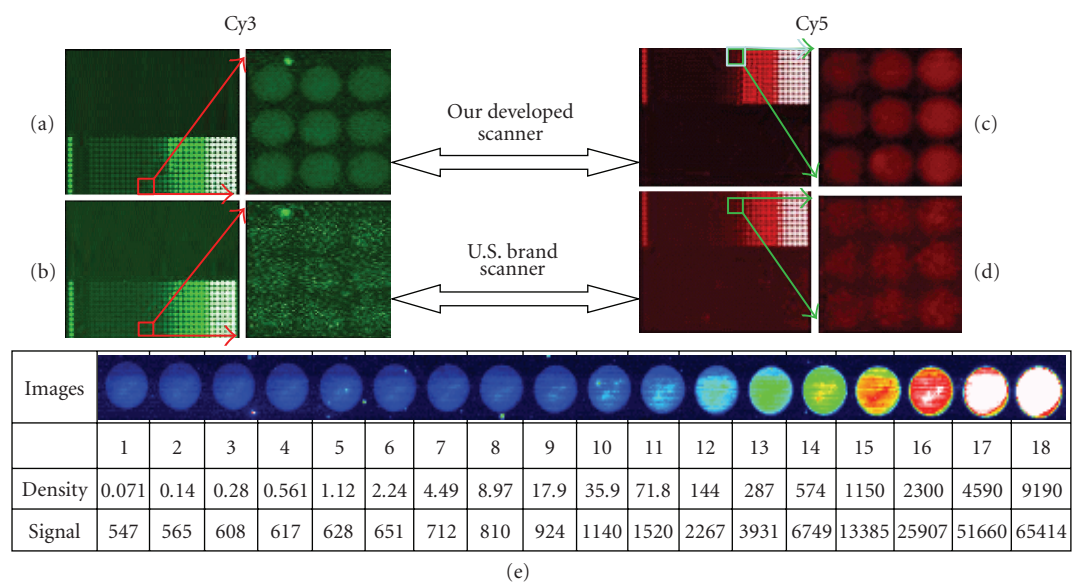 Cy3
Cy5
(a)
Our developed
scanner
(c)
(b)
U.S. brand
scanner
(d)
Images
1 2 3 4 5 6 7 8 9 10 11 12 13 14 15 16 17 18
Density 0.071 0.14 0.28 0.561 1.12 2.24 4.49 8.97 17.9 35.9 71.8 144 287 574 1150 2300 4590 9190
Signal 547 565 608 617 628 651 712 810 924 1140 1520 2267 3931 6749 13385 25907 51660 65414
(e)